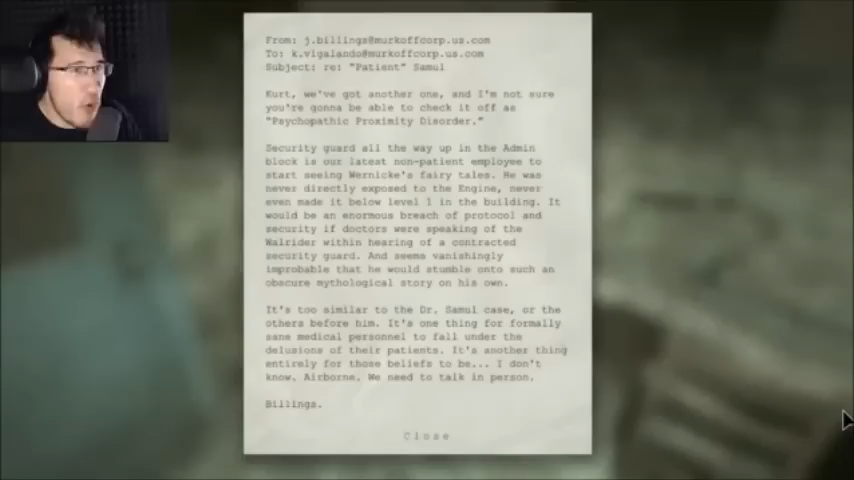 From: j.billings@murkoffcorp.us.com
To: k.vigalando@murkoffcorp.us.com
Subject: re: "Patient" Samul
Kurt, we've got another one, and I'm not sure
you're gonna be able to check it off as
"Psychopathic Proximity Disorder."
Security guard all the way up in the Admin
block is our latest non-patient employee to
start seeing Wernicke's fairy tales. He was
never directly exposed to the Engine, never
even made it below level 1 in the building. It
would be an enormous breach of protocol and
security if doctors were speaking of the
Walrider within hearing of a contracted
security guard. And seems vanishingly
improbable that he would stumble onto such an
obscure mythological story on his own.
It's too similar to the Dr. Samul case, or the
others before him. It's one thing for formally
sane medical personnel to fall under the
delusions of their patients. It's another thing
entirely for those beliefs to be... I don't
know. Airborne. We need to talk in person.
Billings.
Close